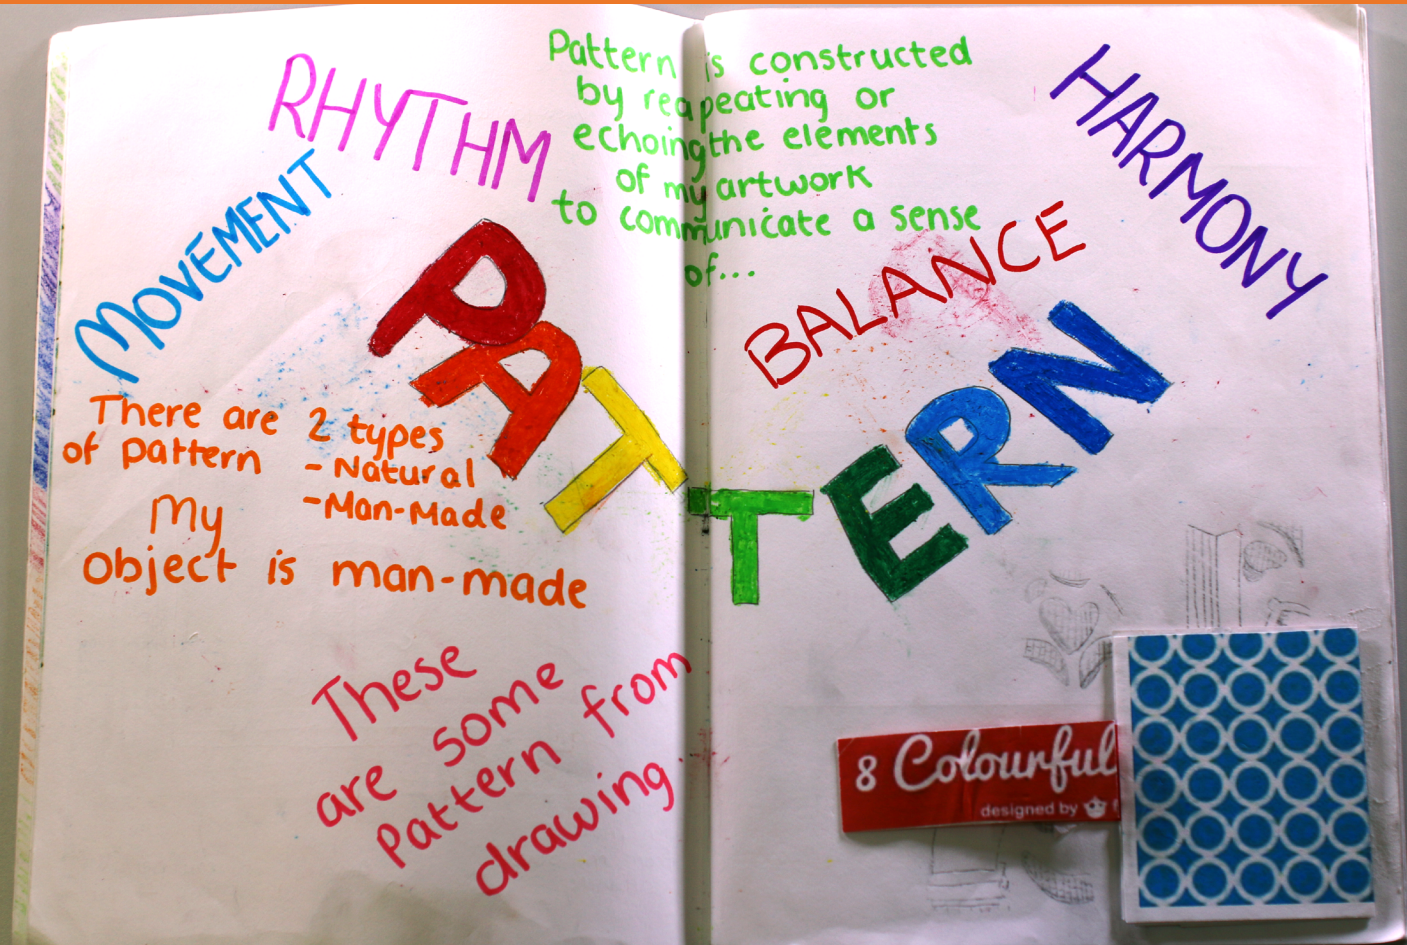 Pattern is constructed
by reapeating or
echoing the elements
of my artwork
to communicate a sense
of...
RHYTHM
HARMONY
MOVEMENT
BALANCE
PATTERN
There are 2 types
of pattern - Natural
- Man-Made
My
object is man-made
These
are some
Pattern from
drawing.
8 Colourful
designed by